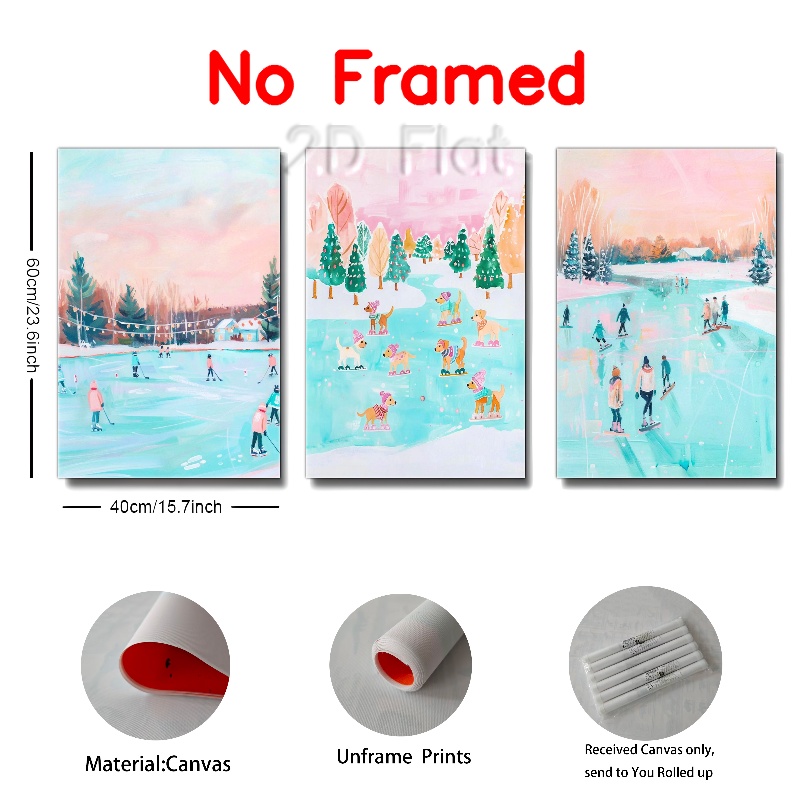 No Framed
2D Flat
60cm/23.6inch
40cm/15.7inch
Material:Canvas
Unframe Prints
Received Canvas only,
send to You Rolled up